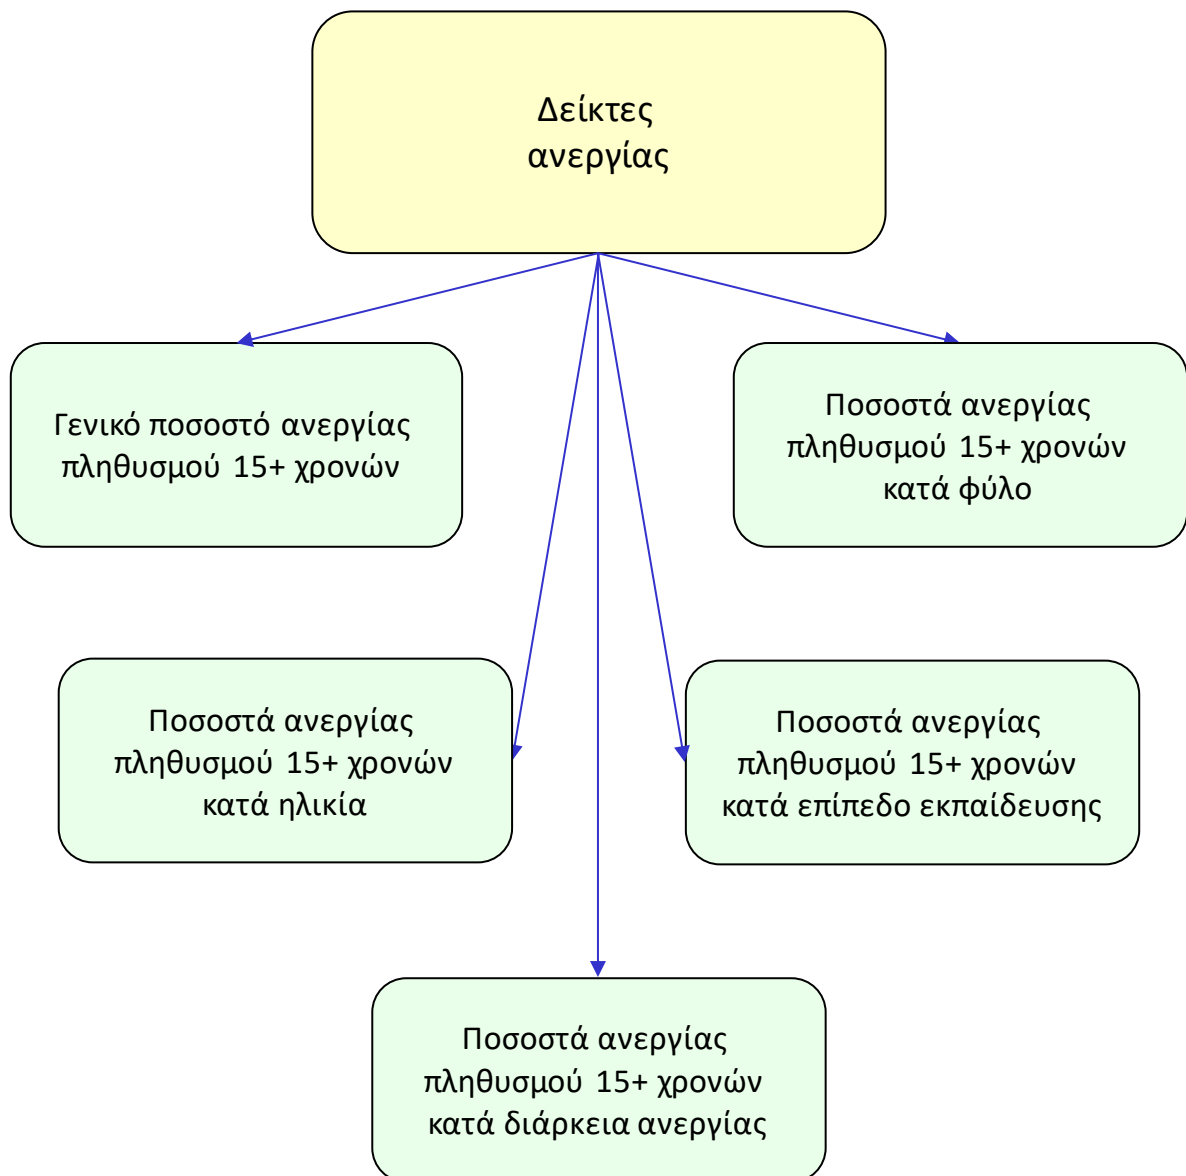 Δείκτες
ανεργίας
Γενικό ποσοστό ανεργίας
πληθυσμού 15+ χρονών
Ποσοστά ανεργίας
πληθυσμού 15+ χρονών
κατά φύλο
Ποσοστά ανεργίας
πληθυσμού 15+ χρονών
κατά ηλικία
Ποσοστά ανεργίας
πληθυσμού 15+ χρονών
κατά επίπεδο εκπαίδευσης
Ποσοστά ανεργίας
πληθυσμού 15+ χρονών
κατά διάρκεια ανεργίας